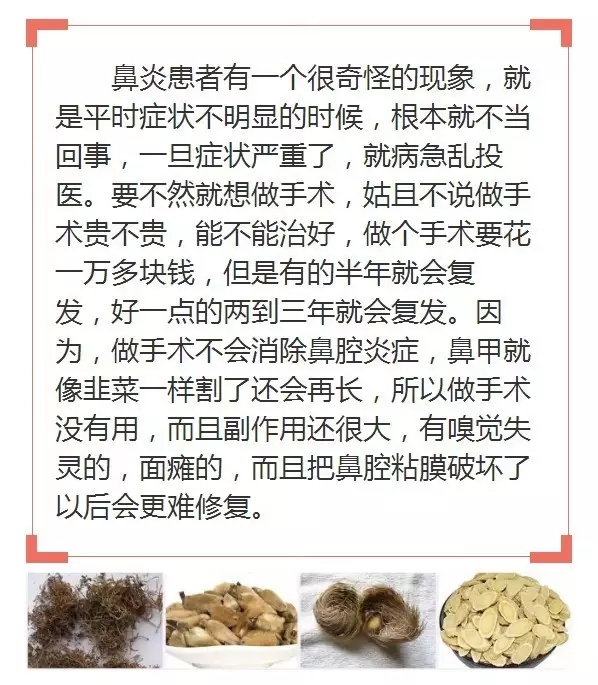 鼻炎患者有一个很奇怪的现象，就
是平时症状不明显的时候，根本就不当
回事，一旦症状严重了，就病急乱投
医。要不然就想做手术，姑且不说做手
术贵不贵，能不能治好，做个手术要花
一万多块钱，但是有的半年就会复
发，好一点的两到三年就会复发。因
为，做手术不会消除鼻腔炎症，鼻甲就
像韭菜一样割了还会再长，所以做手术
没有用，而且副作用还很大，有嗅觉失
灵的，面瘫的，而且把鼻腔粘膜破坏了
以后会更难修复。